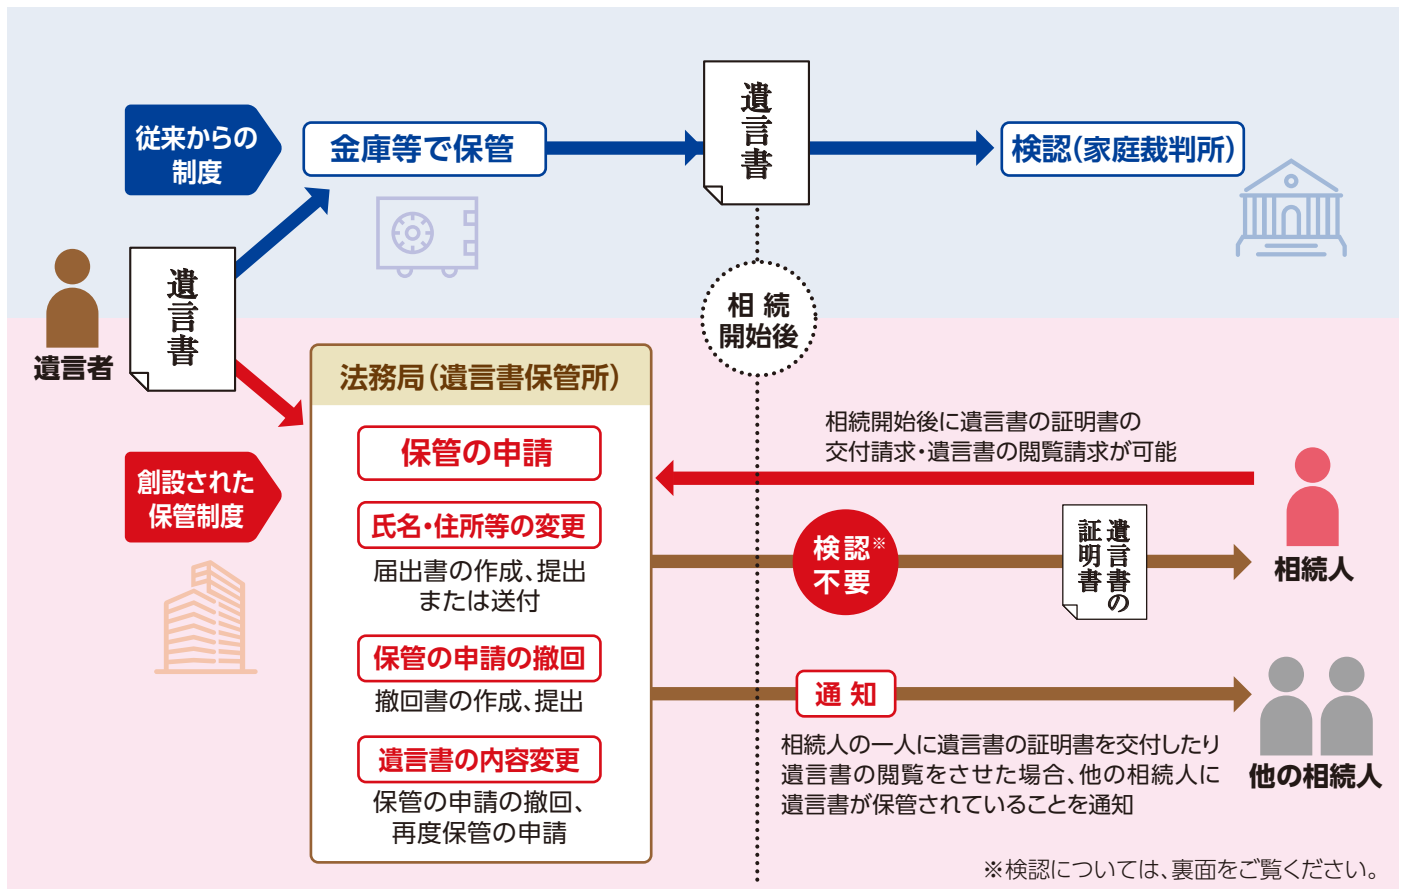 従来からの
制度
金庫等で保管
遺言書
検認(家庭裁判所)
遺言者
遺言書
相続
開始後
創設された
保管制度
法務局(遺言書保管所)
保管の申請
氏名・住所等の変更
届出書の作成、提出
または送付
保管の申請の撤回
撤回書の作成、提出
遺言書の内容変更
保管の申請の撤回、
再度保管の申請
相続開始後に遺言書の証明書の
交付請求・遺言書の閲覧請求が可能
検認※
不要
遺言書の
証明書
相続人
通知
相続人の一人に遺言書の証明書を交付したり
遺言書の閲覧をさせた場合、他の相続人に
遺言書が保管されていることを通知
他の相続人
※検認については、裏面をご覧ください。